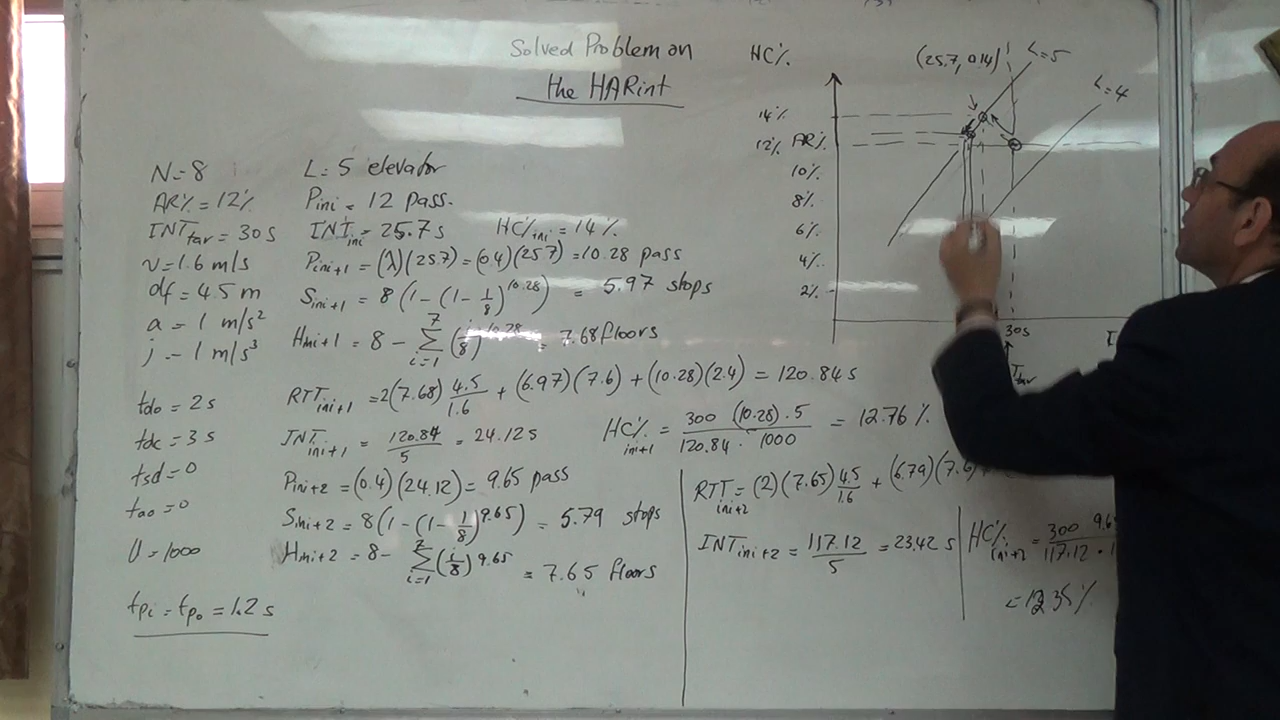 Solved Problem on
the HARint
N=8
AR% = 12%
INTtar = 30s
v=1.6 m/s
df = 4.5 m
a = 1 m/s²
j = 1 m/s³
tdo = 2s
tdc = 3s
tsd = 0
tao = 0
U = 1000
tpi = tpo = 1.2 s
L = 5 elevator
Pini = 12 pass.
INTini = 25.7 s HC%ini = 14%
Pini+1 = (λ)(25.7) = (0.4)(25.7) = 10.28 pass
Sini+1 = 8(1-(1-1/8)^10.28) = 5.97 stops
Hini+1 = 8 - Σ i=1 7 (i/8)^10.28 = 7.68 floors
RTTini+1 = 2(7.68) 4.5/1.6 + (6.97)(7.6) + (10.28)(2.4) = 120.84 s
INTini+1 = 120.84/5 = 24.12 s HC%ini+1 = 300 (10.28) . 5 / 120.84 . 1000 = 12.76 %
Pini+2 = (0.4)(24.12) = 9.65 pass
Sini+2 = 8(1-(1-1/8)^9.65) = 5.79 stops
Hini+2 = 8 - Σ i=1 7 (i/8)^9.65 = 7.65 floors
RTTini+2 = (2)(7.65) 4.5/1.6 + (6.79)(7.6)
INTini+2 = 117.12/5 = 23.42 s
HC%ini+2 = 300 9.6 / 117.12 .
= 12.35%
HC%
(25.7, 0.14)
L=5
L=4
14%
12% AR%
10%
8%
6%
4%
2%
30s